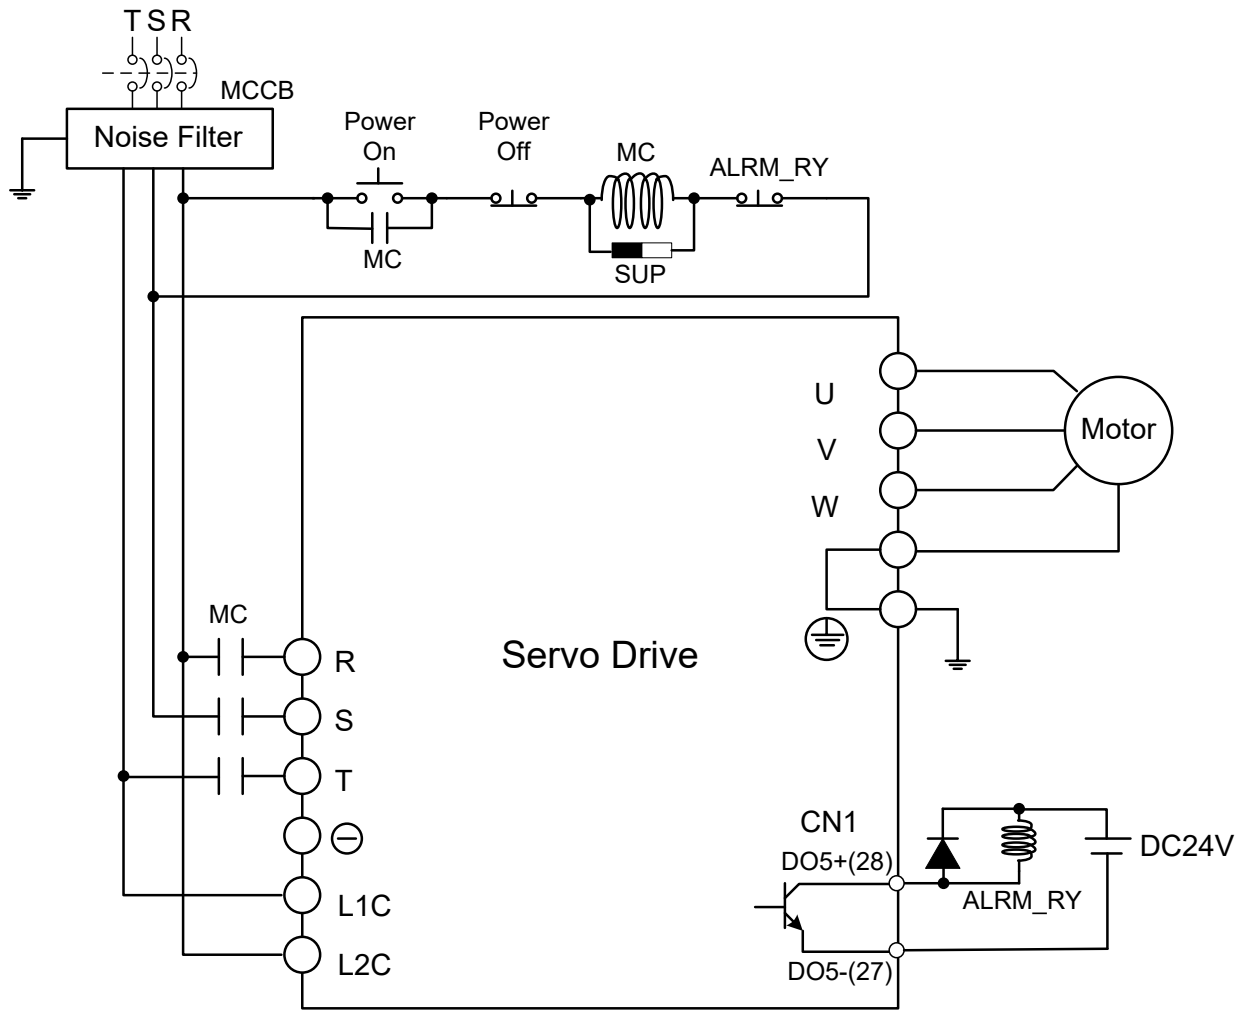 T S R
MCCB
Noise Filter
Power
On
Power
Off
MC
ALRM_RY
MC
SUP
U
Motor
V
W
MC
Servo Drive
R
S
T
CN1
DC24V
DO5+(28)
L1C
ALRM_RY
L2C
DO5-(27)